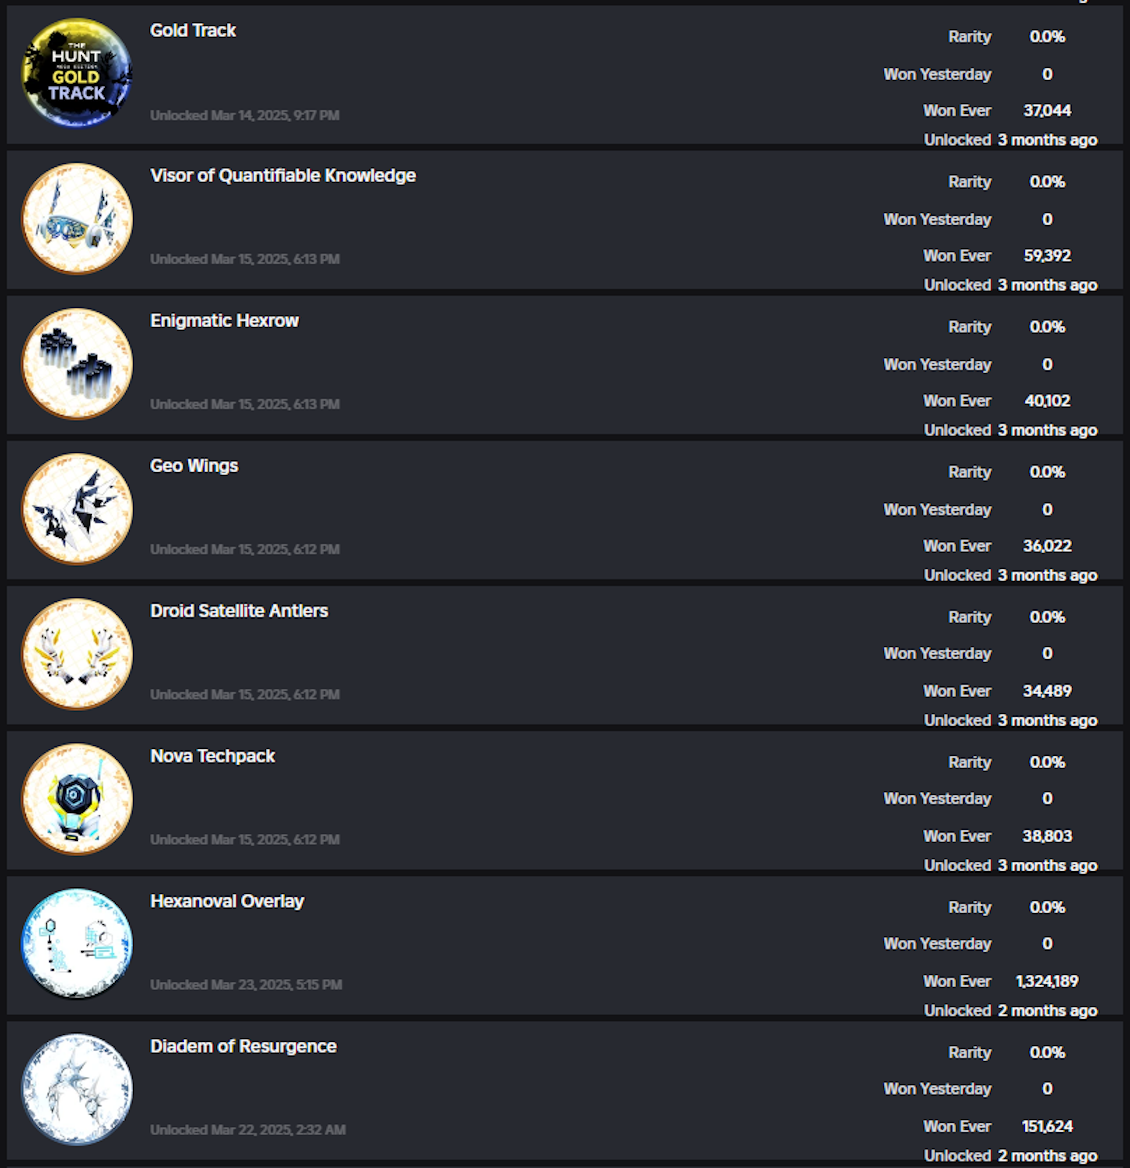 THE
HUNT
MEGA EDITION
GOLD
TRACK
Gold Track
Unlocked Mar 14, 2025, 9:17 PM
Rarity 0.0%
Won Yesterday 0
Won Ever 37,044
Unlocked 3 months ago
Visor of Quantifiable Knowledge
Unlocked Mar 15, 2025, 6:13 PM
Rarity 0.0%
Won Yesterday 0
Won Ever 59,392
Unlocked 3 months ago
Enigmatic Hexrow
Unlocked Mar 15, 2025, 6:13 PM
Rarity 0.0%
Won Yesterday 0
Won Ever 40,102
Unlocked 3 months ago
Geo Wings
Unlocked Mar 15, 2025, 6:12 PM
Rarity 0.0%
Won Yesterday 0
Won Ever 36,022
Unlocked 3 months ago
Droid Satellite Antlers
Unlocked Mar 15, 2025, 6:12 PM
Rarity 0.0%
Won Yesterday 0
Won Ever 34,489
Unlocked 3 months ago
Nova Techpack
Unlocked Mar 15, 2025, 6:12 PM
Rarity 0.0%
Won Yesterday 0
Won Ever 38,803
Unlocked 3 months ago
Hexanoval Overlay
Unlocked Mar 23, 2025, 5:15 PM
Rarity 0.0%
Won Yesterday 0
Won Ever 1,324,189
Unlocked 2 months ago
Diadem of Resurgence
Unlocked Mar 22, 2025, 2:32 AM
Rarity 0.0%
Won Yesterday 0
Won Ever 151,624
Unlocked 2 months ago